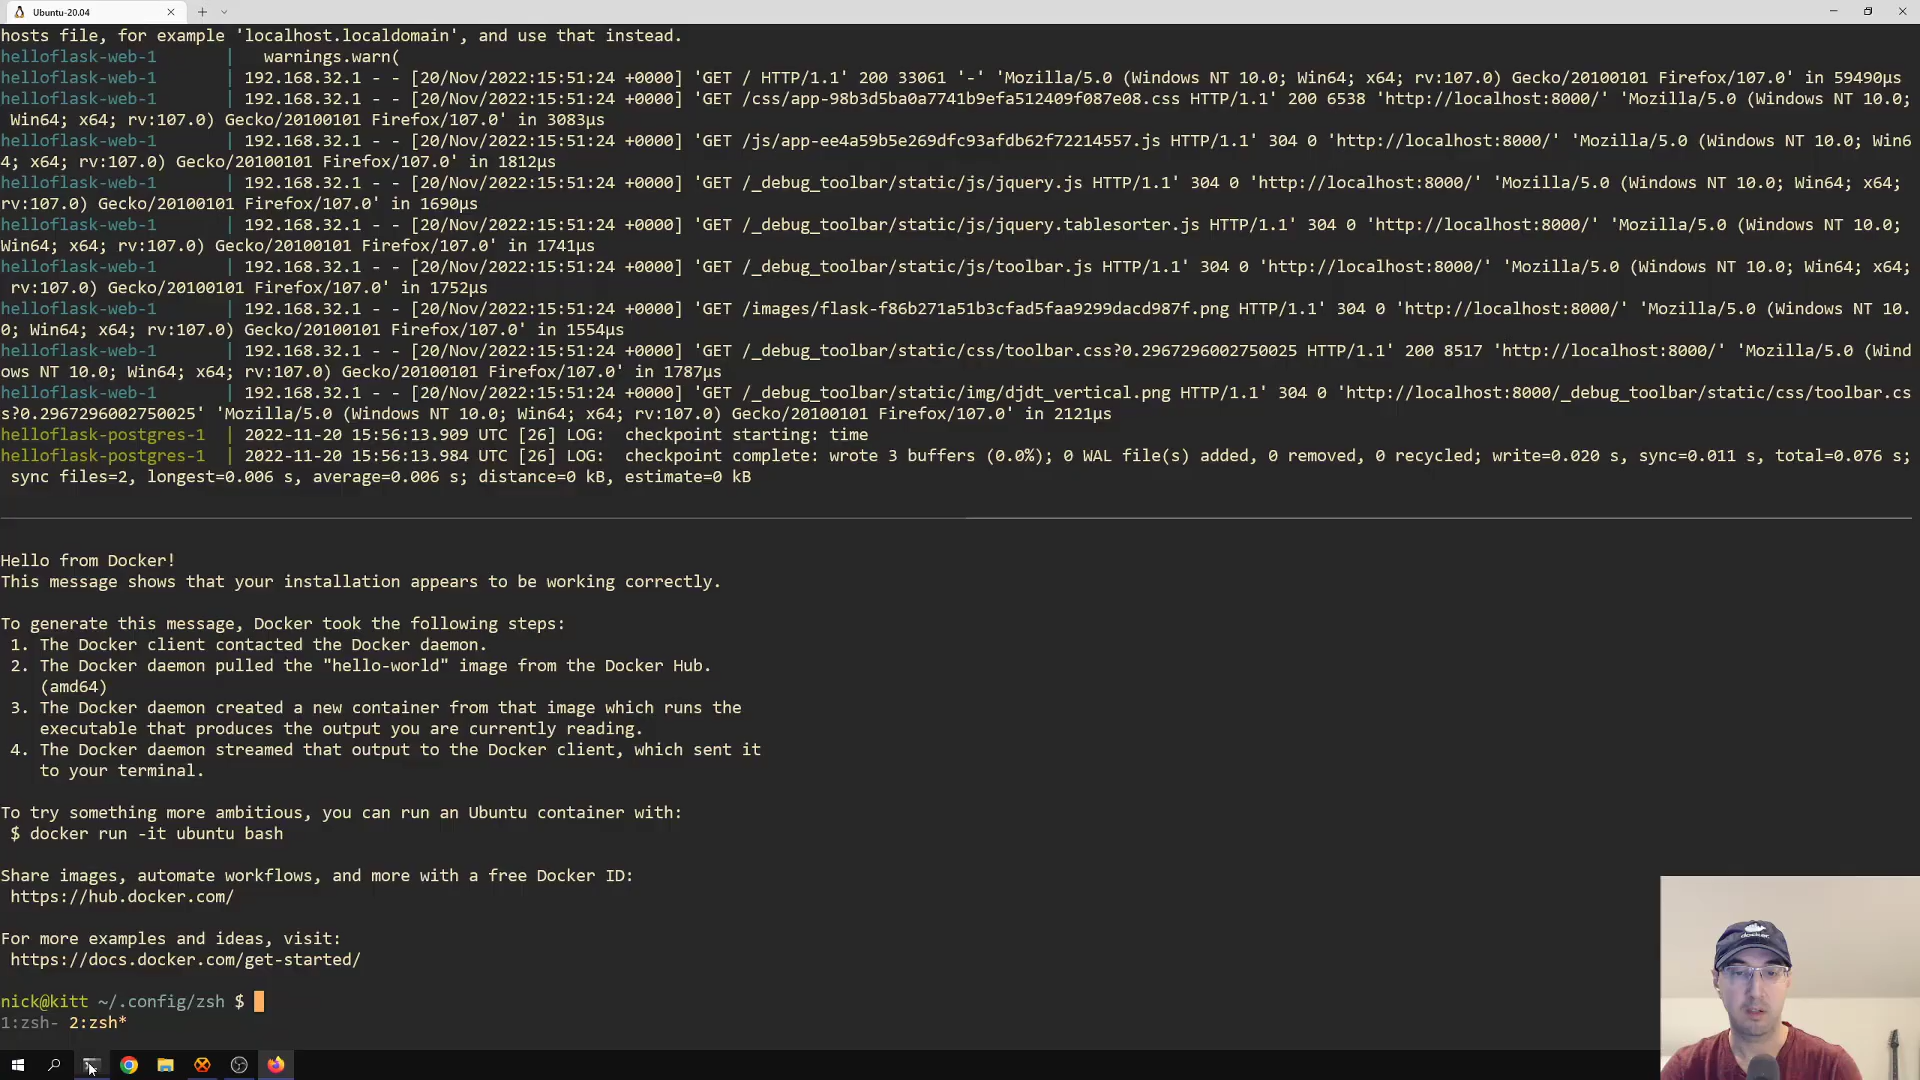 Ubuntu-20.04
hosts file, for example 'localhost.localdomain', and use that instead.
helloflask-web-1 | warnings.warn(
helloflask-web-1 | 192.168.32.1 - - [20/Nov/2022:15:51:24 +0000] 'GET / HTTP/1.1' 200 33061 '-' 'Mozilla/5.0 (Windows NT 10.0; Win64; x64; rv:107.0) Gecko/20100101 Firefox/107.0' in 59490µs
helloflask-web-1 | 192.168.32.1 - - [20/Nov/2022:15:51:24 +0000] 'GET /css/app-98b3d5ba0a7741b9efa512409f087e08.css HTTP/1.1' 200 6538 'http://localhost:8000/' 'Mozilla/5.0 (Windows NT 10.0;
Win64; x64; rv:107.0) Gecko/20100101 Firefox/107.0' in 3083µs
helloflask-web-1 | 192.168.32.1 - - [20/Nov/2022:15:51:24 +0000] 'GET /js/app-ee4a59b5e269dfc93afdb62f72214557.js HTTP/1.1' 304 0 'http://localhost:8000/' 'Mozilla/5.0 (Windows NT 10.0; Win6
4; x64; rv:107.0) Gecko/20100101 Firefox/107.0' in 1812µs
helloflask-web-1 | 192.168.32.1 - - [20/Nov/2022:15:51:24 +0000] 'GET /_debug_toolbar/static/js/jquery.js HTTP/1.1' 304 0 'http://localhost:8000/' 'Mozilla/5.0 (Windows NT 10.0; Win64; x64;
rv:107.0) Gecko/20100101 Firefox/107.0' in 1690µs
helloflask-web-1 | 192.168.32.1 - - [20/Nov/2022:15:51:24 +0000] 'GET /_debug_toolbar/static/js/jquery.tablesorter.js HTTP/1.1' 304 0 'http://localhost:8000/' 'Mozilla/5.0 (Windows NT 10.0;
Win64; x64; rv:107.0) Gecko/20100101 Firefox/107.0' in 1741µs
helloflask-web-1 | 192.168.32.1 - - [20/Nov/2022:15:51:24 +0000] 'GET /_debug_toolbar/static/js/toolbar.js HTTP/1.1' 304 0 'http://localhost:8000/' 'Mozilla/5.0 (Windows NT 10.0; Win64; x64;
rv:107.0) Gecko/20100101 Firefox/107.0' in 1752µs
helloflask-web-1 | 192.168.32.1 - - [20/Nov/2022:15:51:24 +0000] 'GET /images/flask-f86b271a51b3cfad5faa9299dacd987f.png HTTP/1.1' 304 0 'http://localhost:8000/' 'Mozilla/5.0 (Windows NT 10.
0; Win64; x64; rv:107.0) Gecko/20100101 Firefox/107.0' in 1554µs
helloflask-web-1 | 192.168.32.1 - - [20/Nov/2022:15:51:24 +0000] 'GET /_debug_toolbar/static/css/toolbar.css?0.2967296002750025 HTTP/1.1' 200 8517 'http://localhost:8000/' 'Mozilla/5.0 (Wind
ows NT 10.0; Win64; x64; rv:107.0) Gecko/20100101 Firefox/107.0' in 1787µs
helloflask-web-1 | 192.168.32.1 - - [20/Nov/2022:15:51:24 +0000] 'GET /_debug_toolbar/static/img/djdt_vertical.png HTTP/1.1' 304 0 'http://localhost:8000/_debug_toolbar/static/css/toolbar.cs
s?0.2967296002750025' 'Mozilla/5.0 (Windows NT 10.0; Win64; x64; rv:107.0) Gecko/20100101 Firefox/107.0' in 2121µs
helloflask-postgres-1 | 2022-11-20 15:56:13.909 UTC [26] LOG: checkpoint starting: time
helloflask-postgres-1 | 2022-11-20 15:56:13.984 UTC [26] LOG: checkpoint complete: wrote 3 buffers (0.0%); 0 WAL file(s) added, 0 removed, 0 recycled; write=0.020 s, sync=0.011 s, total=0.076 s;
sync files=2, longest=0.006 s, average=0.006 s; distance=0 kB, estimate=0 kB
Hello from Docker!
This message shows that your installation appears to be working correctly.
To generate this message, Docker took the following steps:
1. The Docker client contacted the Docker daemon.
2. The Docker daemon pulled the "hello-world" image from the Docker Hub.
(amd64)
3. The Docker daemon created a new container from that image which runs the
executable that produces the output you are currently reading.
4. The Docker daemon streamed that output to the Docker client, which sent it
to your terminal.
To try something more ambitious, you can run an Ubuntu container with:
$ docker run -it ubuntu bash
Share images, automate workflows, and more with a free Docker ID:
https://hub.docker.com/
For more examples and ideas, visit:
https://docs.docker.com/get-started/
nick@kitt ~/.config/zsh $
1:zsh- 2:zsh*
docker